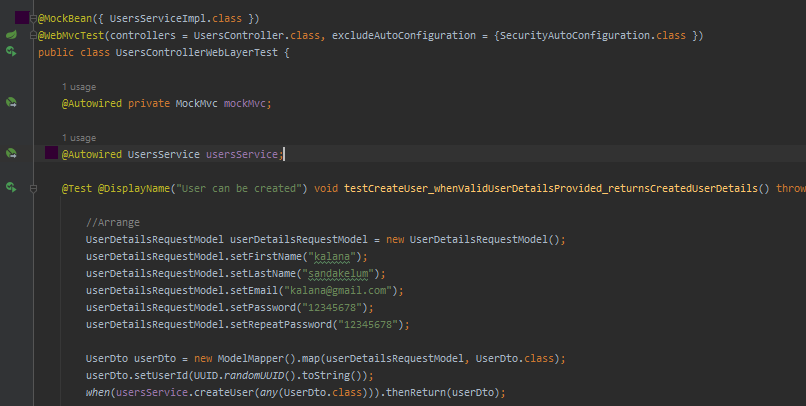 @MockBean({ UsersServiceImpl.class })
@WebMvcTest(controllers = UsersController.class, excludeAutoConfiguration = {SecurityAutoConfiguration.class })
public class UsersControllerWebLayerTest {
1 usage
@Autowired private MockMvc mockMvc;
1 usage
@Autowired UsersService usersService;
@Test @DisplayName("User can be created") void testCreateUser_whenValidUserDetailsProvided_returnsCreatedUserDetails() throw
//Arrange
UserDetailsRequestModel userDetailsRequestModel = new UserDetailsRequestModel();
userDetailsRequestModel.setFirstName("kalana");
userDetailsRequestModel.setLastName("sandakelum");
userDetailsRequestModel.setEmail("kalana@gmail.com");
userDetailsRequestModel.setPassword("12345678");
userDetailsRequestModel.setRepeatPassword("12345678");
UserDto userDto = new ModelMapper().map(userDetailsRequestModel, UserDto.class);
userDto.setUserId(UUID.randomUUID().toString());
when(usersService.createUser(any(UserDto.class))).thenReturn(userDto);